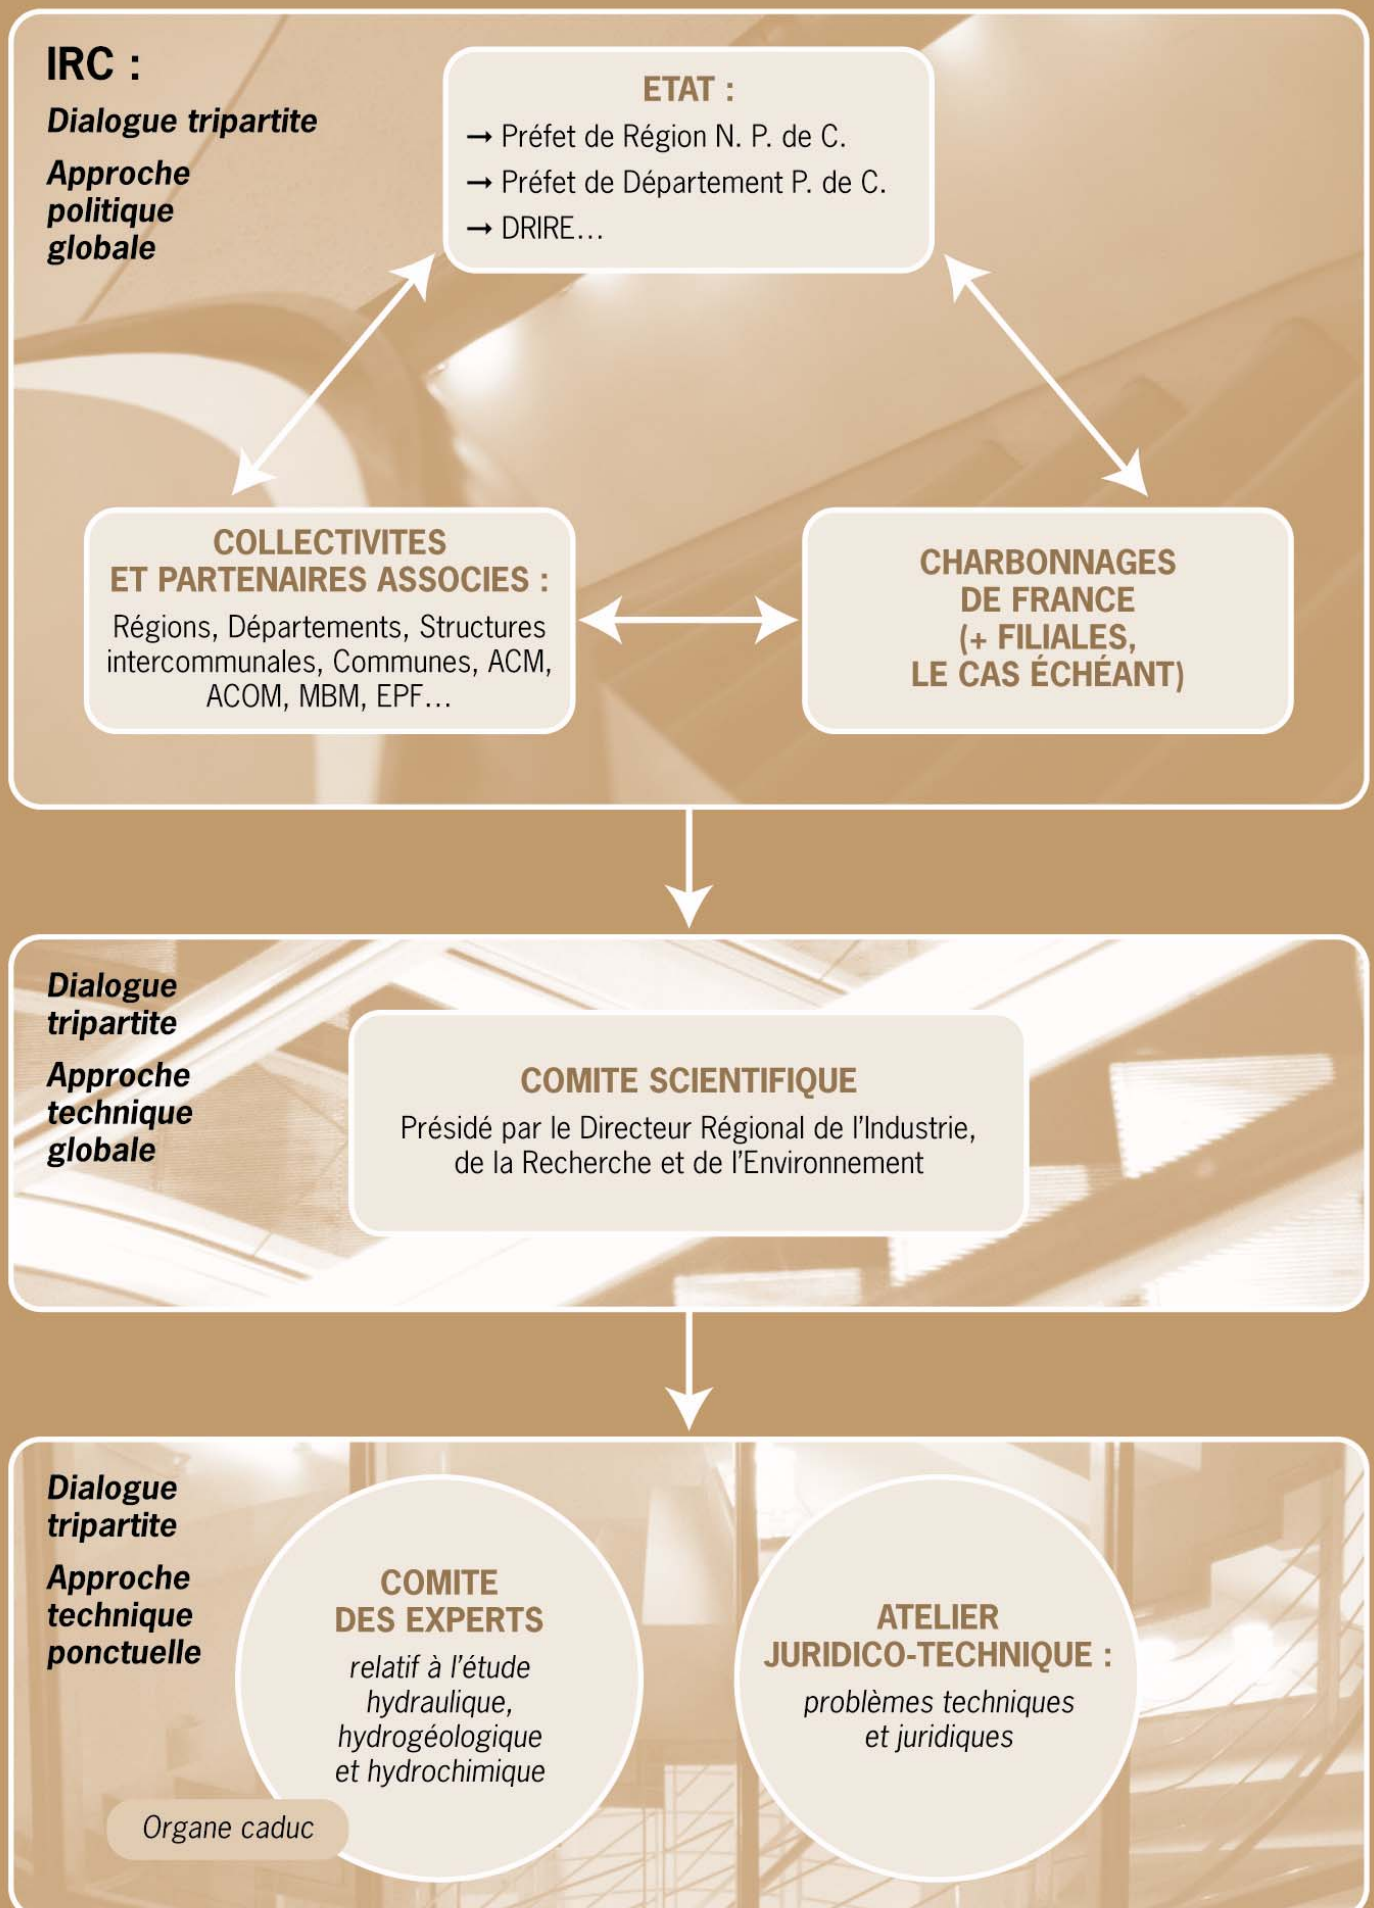 IRC :
Dialogue tripartite
Approche
politique
globale
ETAT :
→ Préfet de Région N. P. de C.
→ Préfet de Département P. de C.
→ DRIRE…
COLLECTIVITES
ET PARTENAIRES ASSOCIES :
Régions, Départements, Structures
intercommunales, Communes, ACM,
ACOM, MBM, EPF…
CHARBONNAGES
DE FRANCE
(+ FILIALES,
LE CAS ÉCHÉANT)
Dialogue
tripartite
Approche
technique
globale
COMITE SCIENTIFIQUE
Présidé par le Directeur Régional de l'Industrie,
de la Recherche et de l'Environnement
Dialogue
tripartite
Approche
technique
ponctuelle
COMITE
DES EXPERTS
relatif à l'étude
hydraulique,
hydrogéologique
et hydrochimique
Organe caduc
ATELIER
JURIDICO-TECHNIQUE :
problèmes techniques
et juridiques